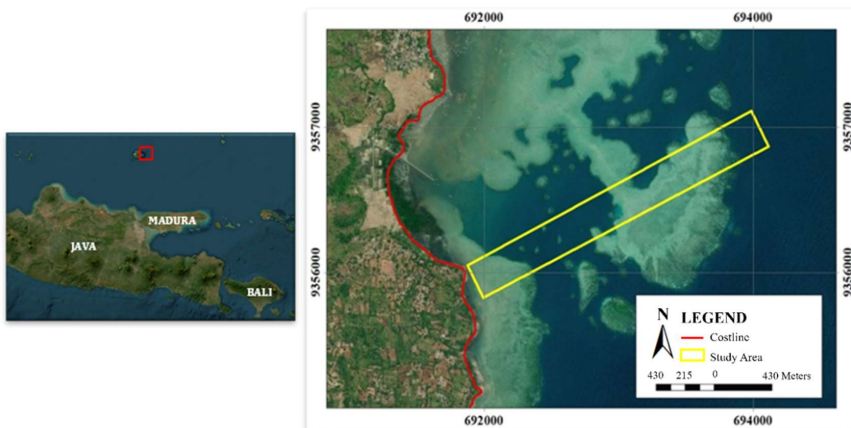 MADURA
JAVA
BALI
692000
694000
9357000
9357000
9356000
9356000
N LEGEND
Costline
Study Area
430 215 0 430 Meters
692000
694000